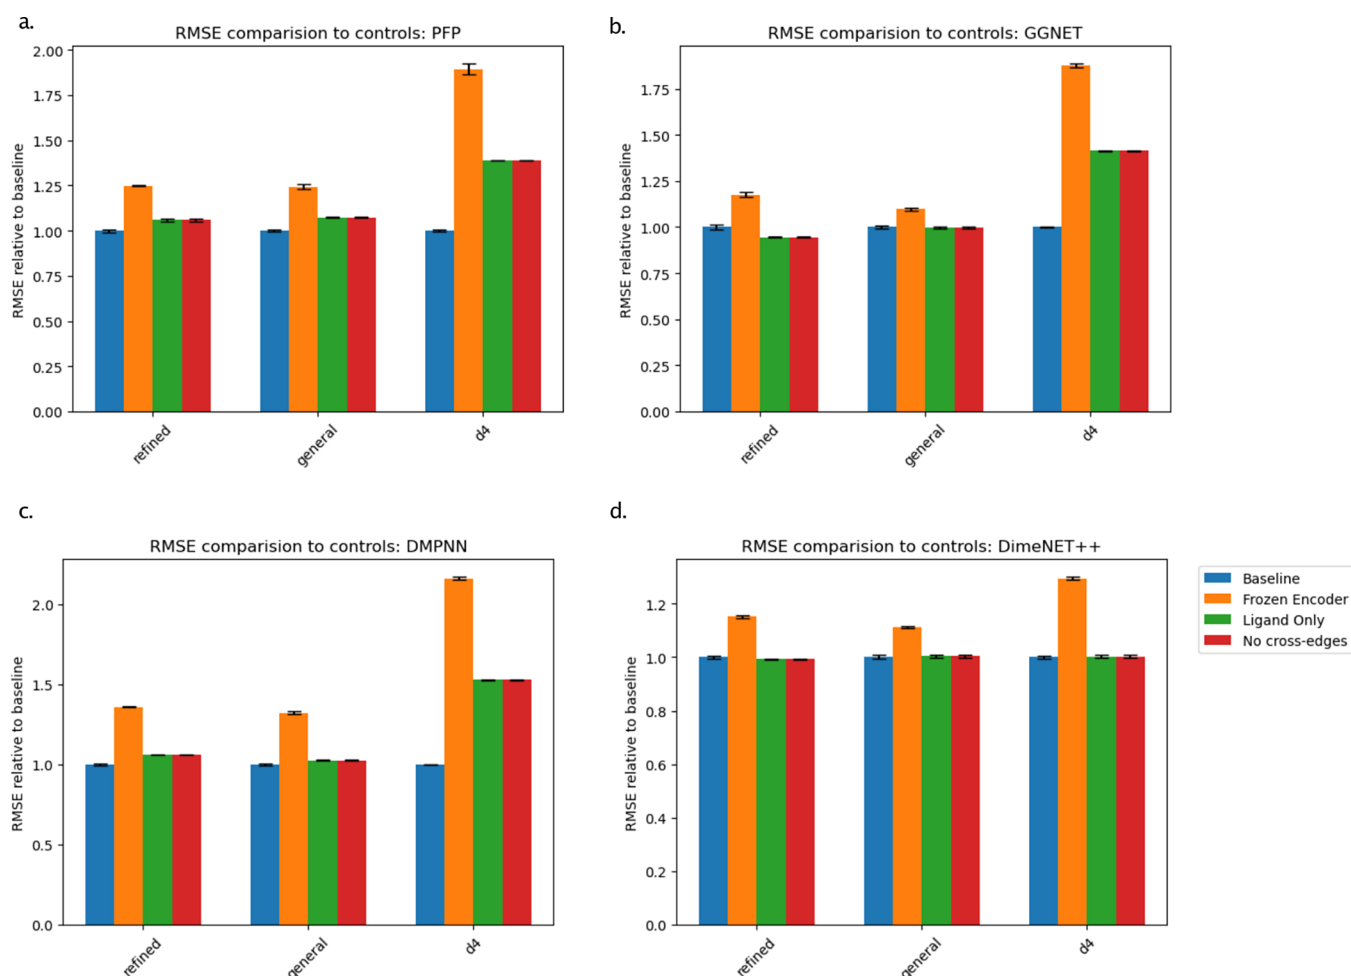 a.
RMSE comparision to controls: PFP
RMSE relative to baseline
2.00
1.75
1.50
1.25
1.00
0.75
0.50
0.25
0.00
refined
general
d4
b.
RMSE comparision to controls: GGNET
RMSE relative to baseline
1.75
1.50
1.25
1.00
0.75
0.50
0.25
0.00
refined
general
d4
c.
RMSE comparision to controls: DMPNN
RMSE relative to baseline
2.0
1.5
1.0
0.5
0.0
refined
general
d4
d.
RMSE comparision to controls: DimeNET++
RMSE relative to baseline
1.2
1.0
0.8
0.6
0.4
0.2
0.0
refined
general
d4
Baseline
Frozen Encoder
Ligand Only
No cross-edges